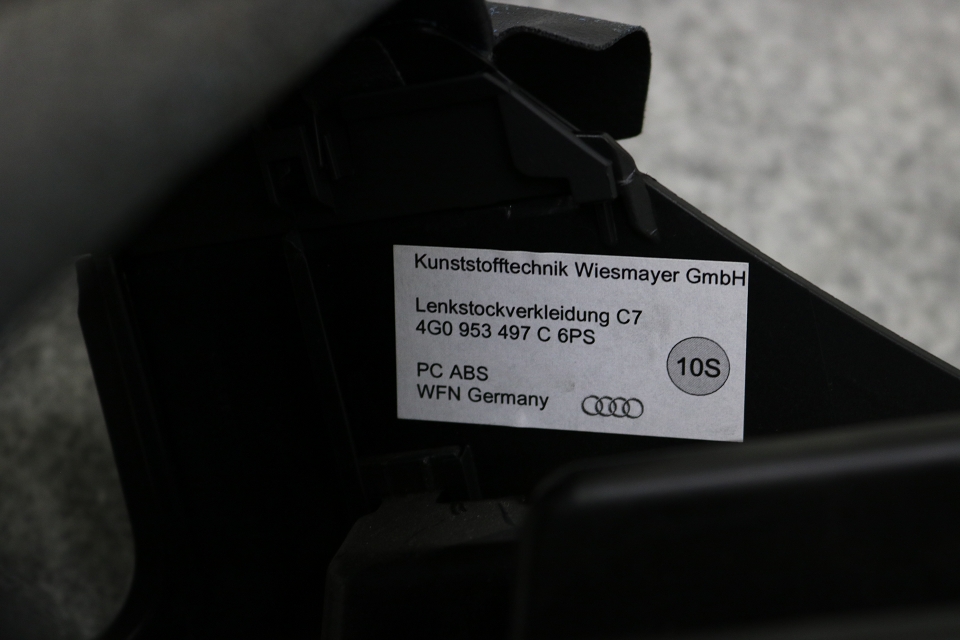 Kunststofftechnik Wiesmayer GmbH
Lenkstockverkleidung C7
4G0 953 497 C 6PS
10S
PC ABS
WFN Germany